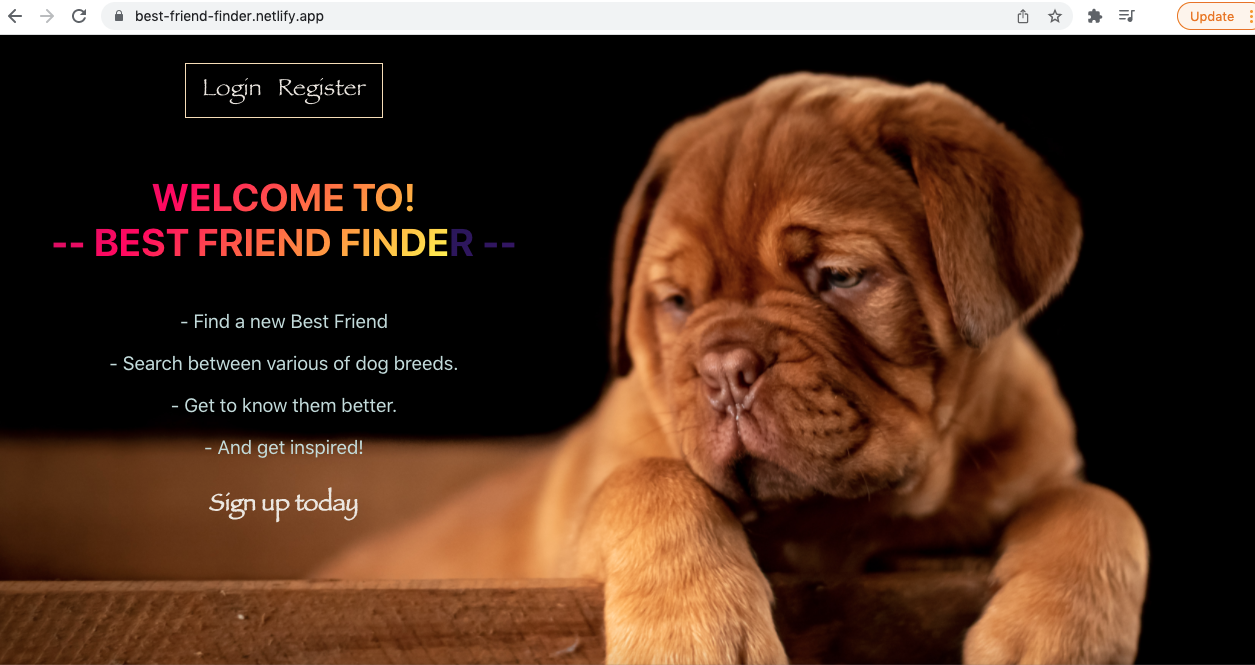 best-friend-finder.netlify.app
Update
Login Register
WELCOME TO!
-- BEST FRIEND FINDER --
- Find a new Best Friend
- Search between various of dog breeds.
- Get to know them better.
- And get inspired!
Sign up today